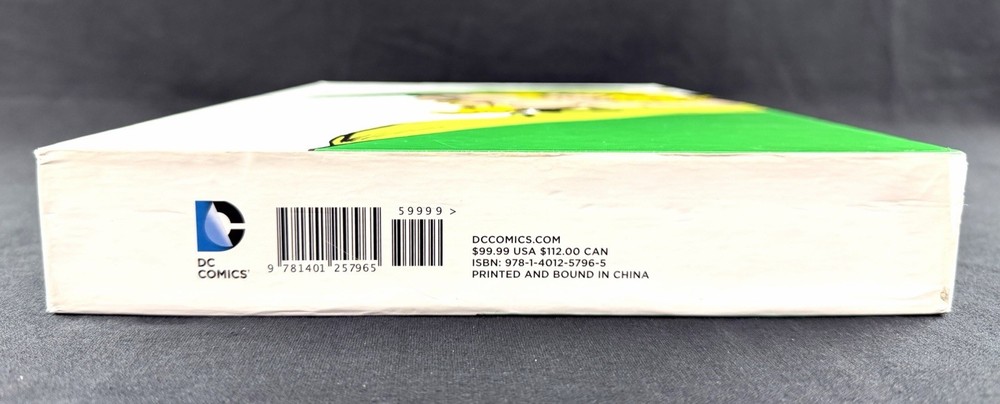 DC
COMICS
9 781401 257965
59999 >
DCCOMICS.COM
$99.99 USA $112.00 CAN
ISBN: 978-1-4012-5796-5
PRINTED AND BOUND IN CHINA